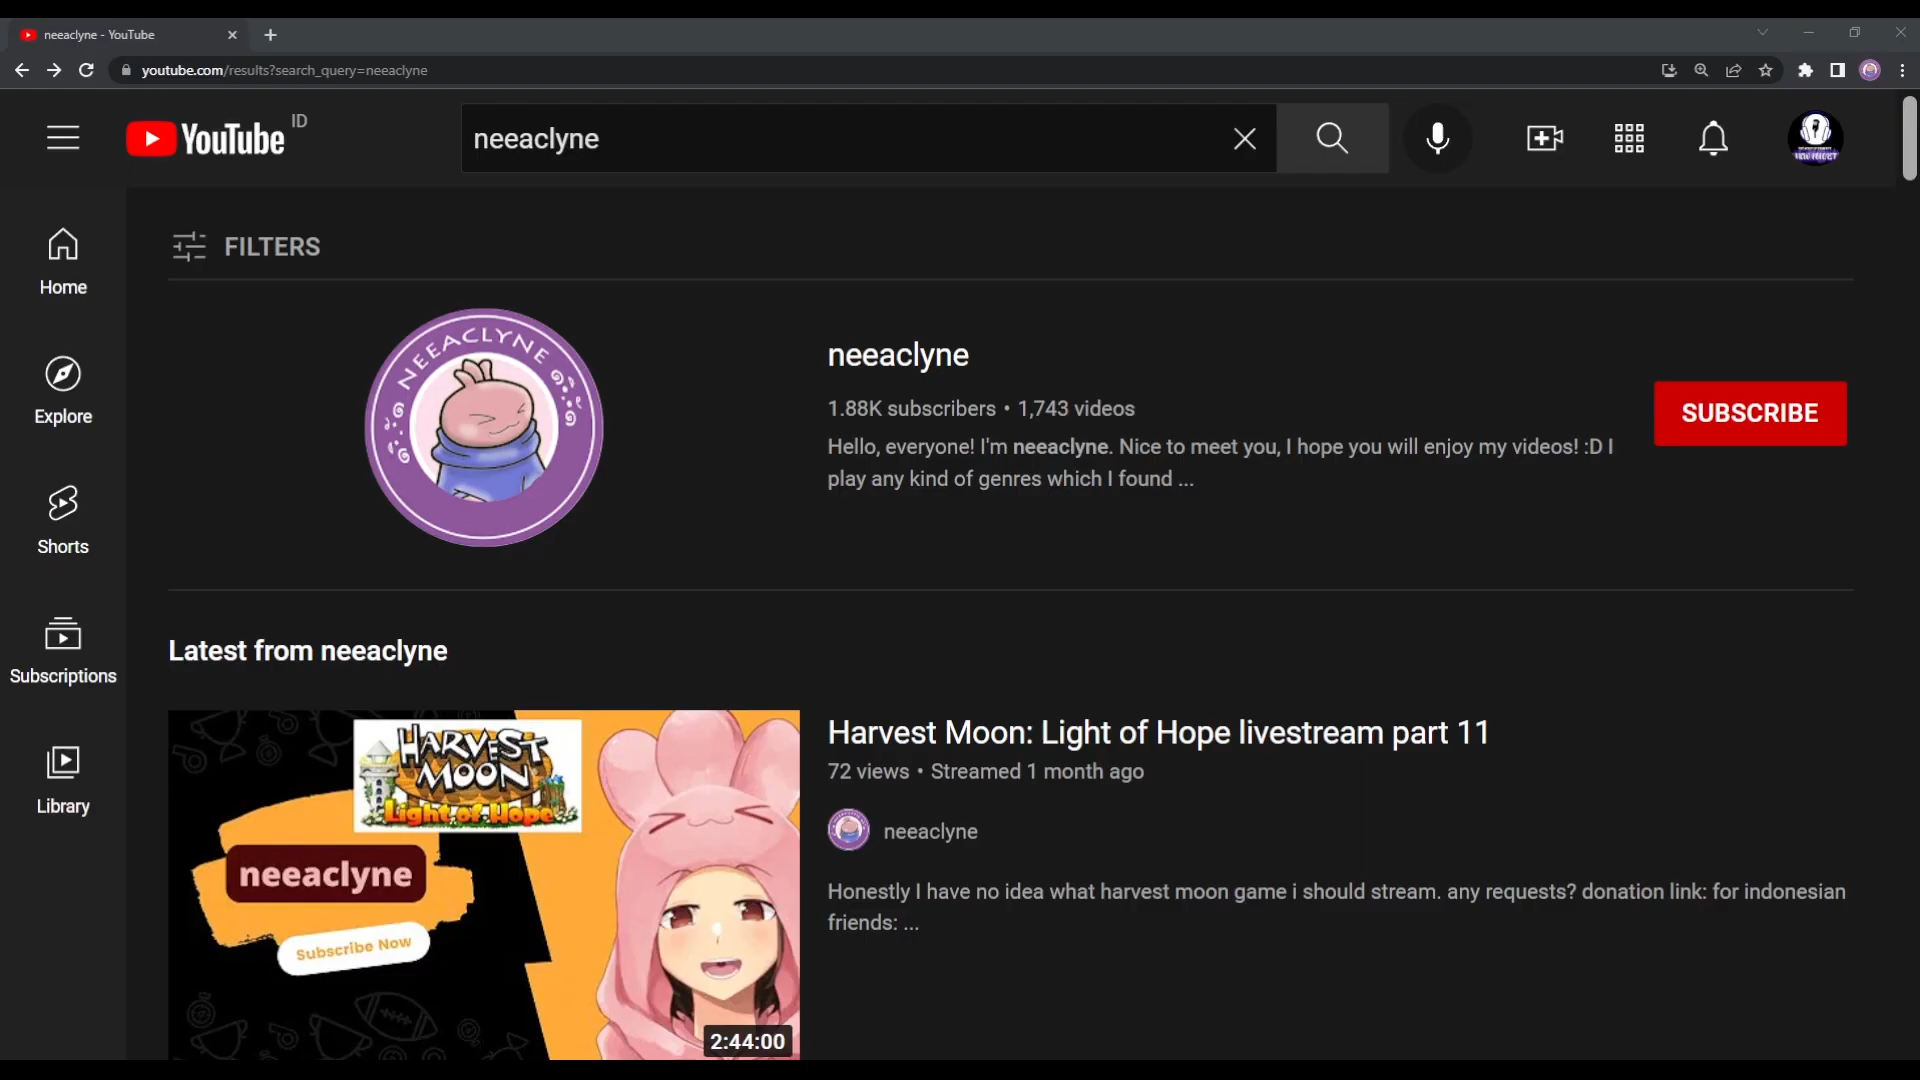 neeaclyne - YouTube
youtube.com/results?search_query=neeaclyne
YouTube ID
neeaclyne
FILTERS
Home
Explore
Shorts
Subscriptions
Library
NEEACLYNE
neeaclyne
1.88K subscribers • 1,743 videos
Hello, everyone! I'm neeaclyne. Nice to meet you, I hope you will enjoy my videos! :D I
play any kind of genres which I found ...
SUBSCRIBE
Latest from neeaclyne
HARVEST
MOON
Light of Hope
neeaclyne
Subscribe Now
2:44:00
Harvest Moon: Light of Hope livestream part 11
72 views • Streamed 1 month ago
neeaclyne
Honestly I have no idea what harvest moon game i should stream. any requests? donation link: for indonesian
friends: ...